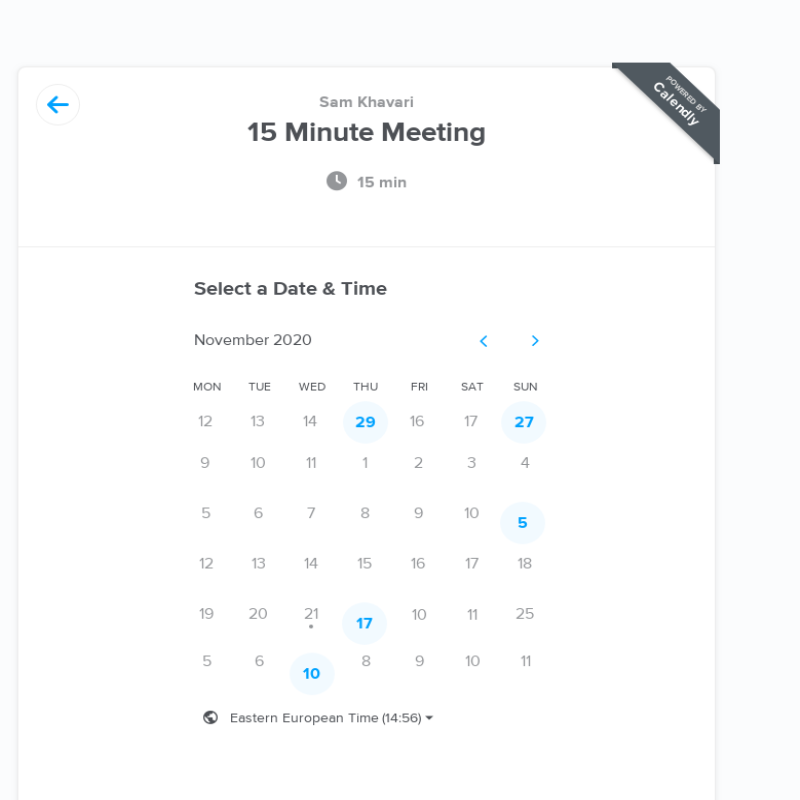 POWERED BY
Calendly
Sam Khavari
15 Minute Meeting
15 min
Select a Date & Time
November 2020
MON TUE WED THU FRI SAT SUN
12 13 14 29 16 17 27
9 10 11 1 2 3 4
5 6 7 8 9 10 5
12 13 14 15 16 17 18
19 20 21 17 10 11 25
5 6 10 8 9 10 11
Eastern European Time (14:56)